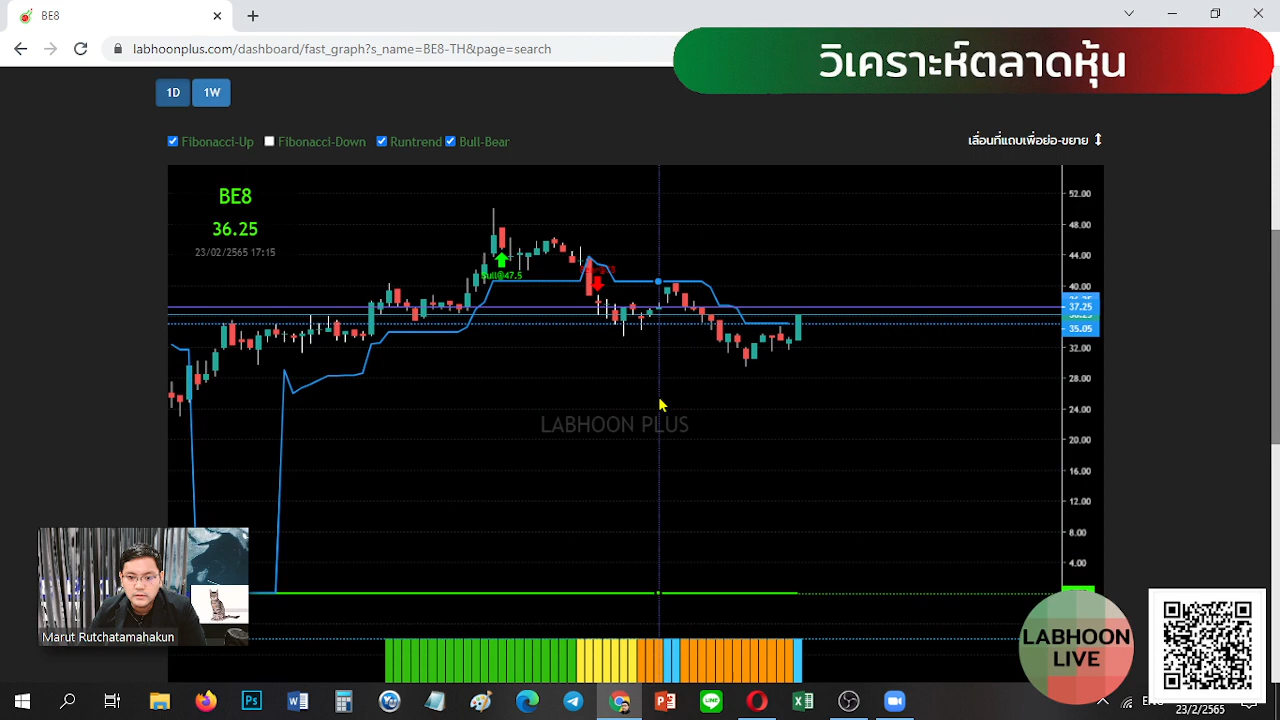 BE8
labhoonplus.com/dashboard/fast_graph?s_name=BE8-TH&page=search
วิเคราะห์ตลาดหุ้น
1D
1W
Fibonacci-Up
Fibonacci-Down
Runtrend
Bull-Bear
เลื่อนที่แถบเพื่อย่อ-ขยาย
BE8
36.25
23/02/2565 17:15
Bull@47.5
52.00
48.00
44.00
40.00
37.25
35.05
32.00
28.00
24.00
20.00
16.00
12.00
8.00
4.00
LABHOON PLUS
Marut Rutchatamahakun
LABHOON
LIVE
23/2/2565